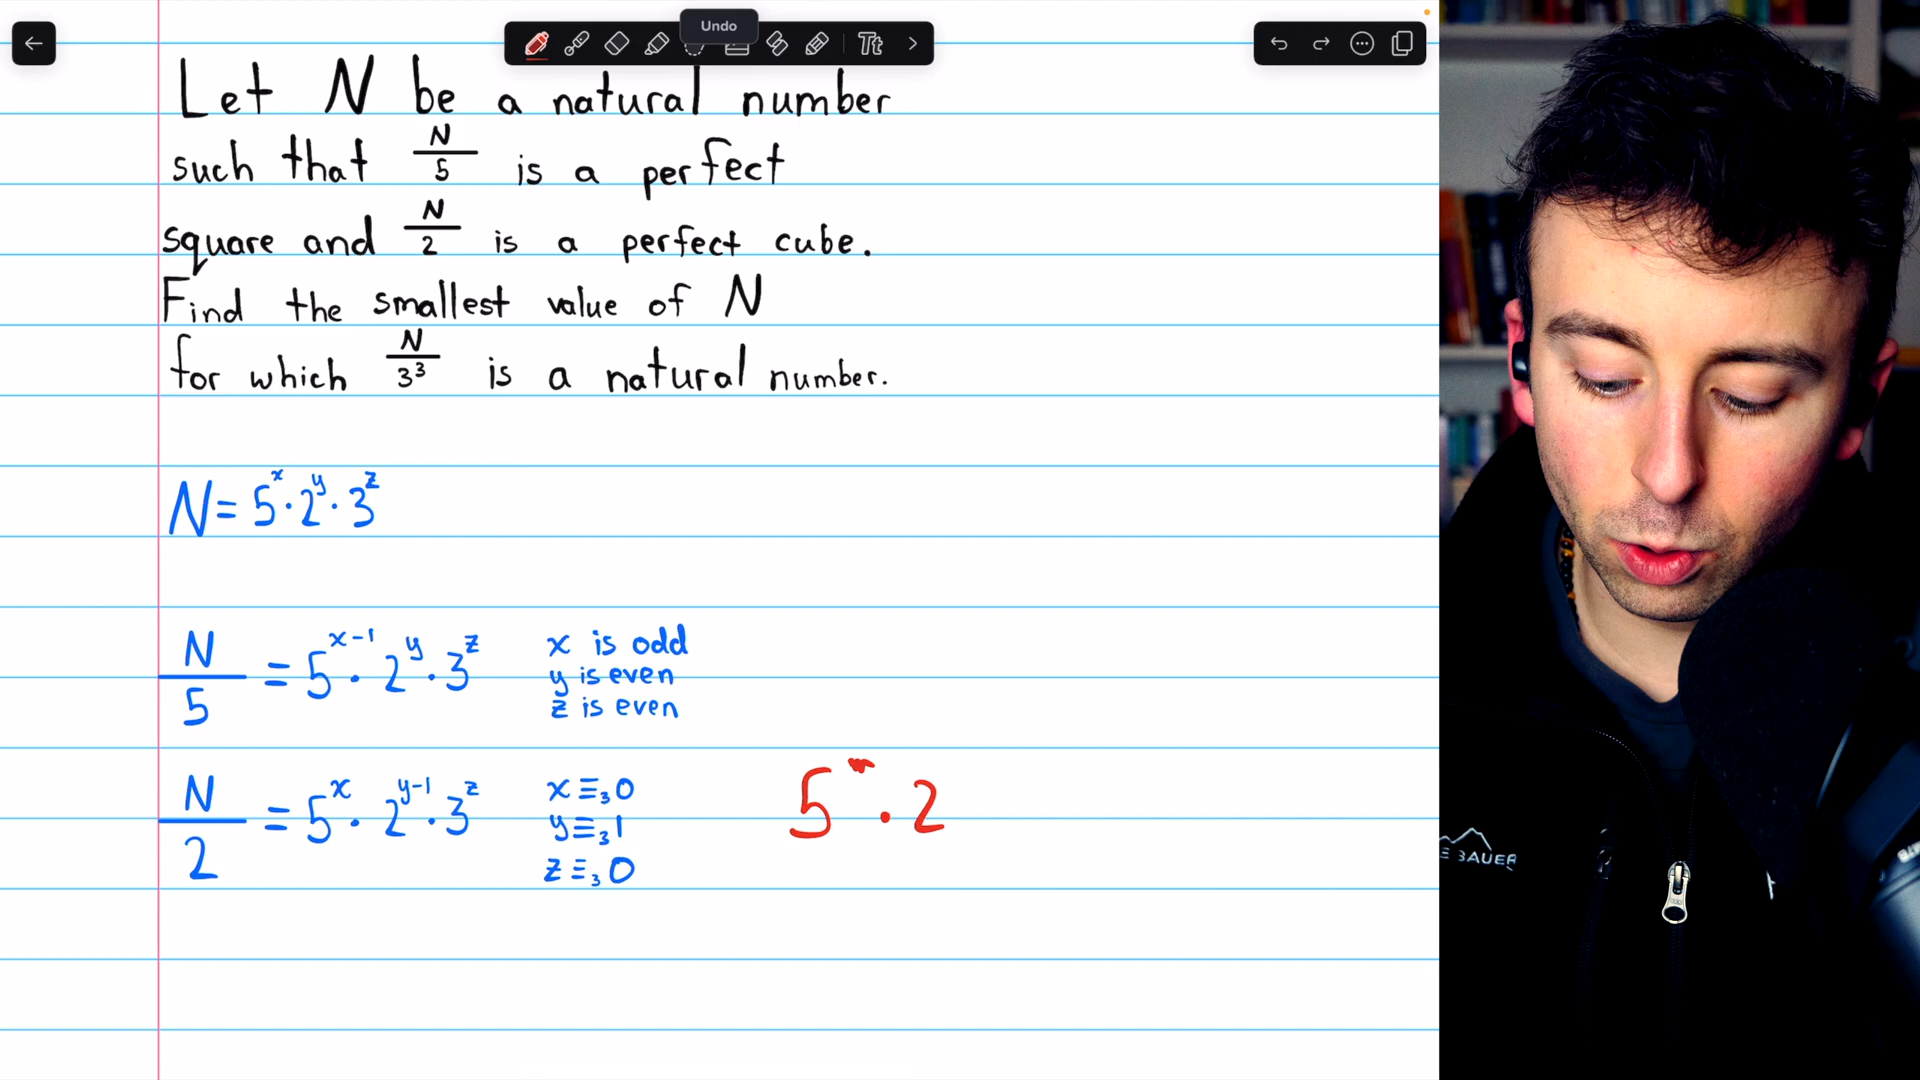 Undo
Tt
Let N be a natural number
such that N/5 is a perfect
square and N/2 is a perfect cube.
Find the smallest value of N
for which N/3³ is a natural number.
N = 5^x · 2^y · 3^z
N/5 = 5^(x-1) · 2^y · 3^z
x is odd
y is even
z is even
N/2 = 5^x · 2^(y-1) · 3^z
x ≡₃ 0
y ≡₃ 1
z ≡₃ 0
5 · 2
E BAUER